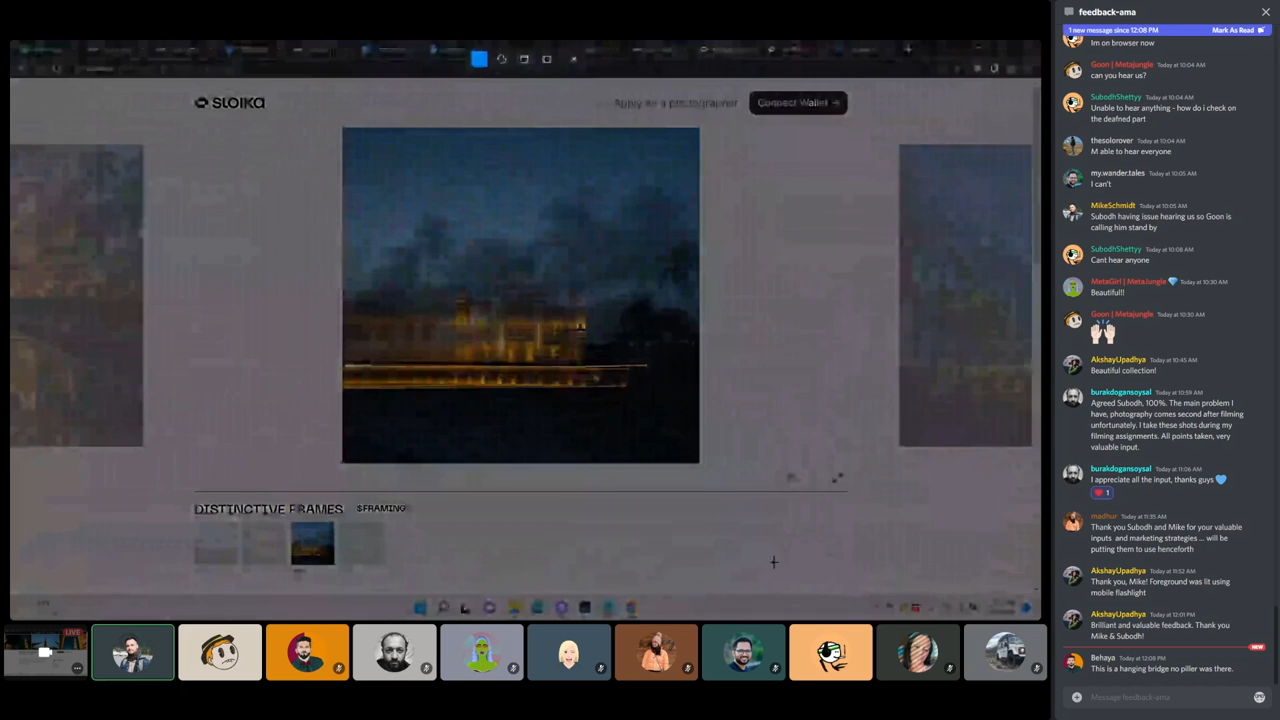 SLOIKA
Apply as a photographer
Connect Wallet →
DISTINCTIVE FRAMES
$FRAMING
LIVE
feedback-ama
1 new message since 12:08 PM
Mark As Read
Im on browser now
Goon | Metajungle Today at 10:04 AM
can you hear us?
SubodhShettyy Today at 10:04 AM
Unable to hear anything - how do i check on
the deafned part
thesolorover Today at 10:04 AM
M able to hear everyone
my.wander.tales Today at 10:05 AM
I can't
MikeSchmidt Today at 10:05 AM
Subodh having issue hearing us so Goon is
calling him stand by
SubodhShettyy Today at 10:08 AM
Cant hear anyone
MetaGirl | MetaJungle 💎 Today at 10:30 AM
Beautiful!!
Goon | Metajungle Today at 10:30 AM
🙌🏻
AkshayUpadhya Today at 10:45 AM
Beautiful collection!
burakdogansoysal Today at 10:59 AM
Agreed Subodh, 100%. The main problem I
have, photography comes second after filming
unfortunately. I take these shots during my
filming assignments. All points taken, very
valuable input.
burakdogansoysal Today at 11:06 AM
I appreciate all the input, thanks guys 💙
❤️ 1
madhur Today at 11:35 AM
Thank you Subodh and Mike for your valuable
inputs and marketing strategies ... will be
putting them to use henceforth
AkshayUpadhya Today at 11:52 AM
Thank you, Mike! Foreground was lit using
mobile flashlight
AkshayUpadhya Today at 12:01 PM
Brilliant and valuable feedback. Thank you
Mike & Subodh!
NEW
Behaya Today at 12:08 PM
This is a hanging bridge no piller was there.
Message feedback-ama